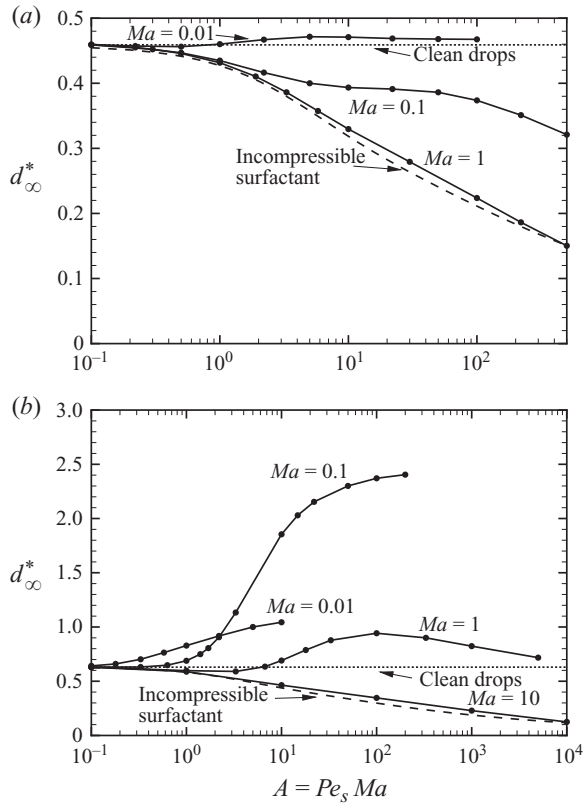 (a)
0.5
0.4
0.3
0.2
0.1
0
d*∞
Ma = 0.01
Clean drops
Ma = 0.1
Ma = 1
Incompressible
surfactant
10⁻¹ 10⁰ 10¹ 10²
(b)
3.0
2.5
2.0
1.5
1.0
0.5
0
d*∞
Ma = 0.1
Ma = 0.01
Ma = 1
Clean drops
Incompressible
surfactant
Ma = 10
10⁻¹ 10⁰ 10¹ 10² 10³ 10⁴
A = Peₛ Ma